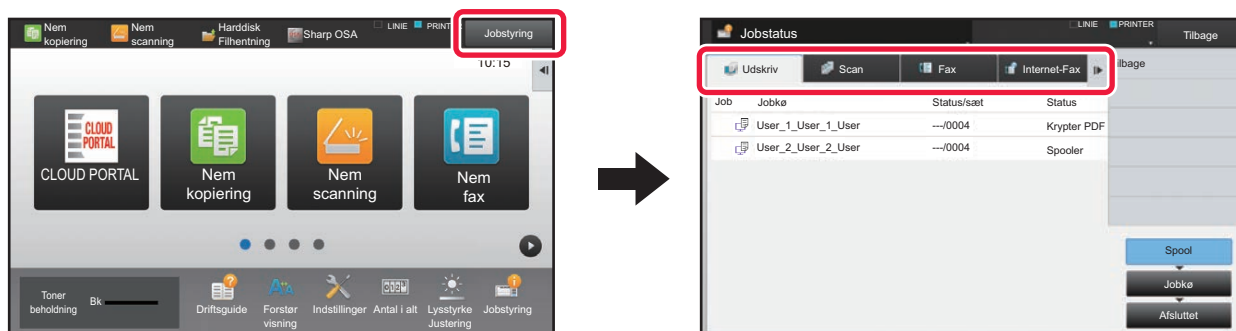 Nem
kopiering
Nem
scanning
Harddisk
Filhentning
Sharp OSA
LINIE
PRINT
Jobstyring
10:15
CLOUD
PORTAL
CLOUD PORTAL
Nem
kopiering
Nem
scanning
Nem
fax
Toner
beholdning
Bk
Driftsguide
Forstør
visning
Indstillinger
Antal i alt
Lysstyrke
Justering
Jobstyring
Jobstatus
LINIE
PRINTER
Tilbage
Udskriv
Scan
Fax
Internet-Fax
ilbage
Job Jobkø Status/sæt Status
User_1_User_1_User ---/0004 Krypter PDF
User_2_User_2_User ---/0004 Spooler
Spool
Jobkø
Afsluttet